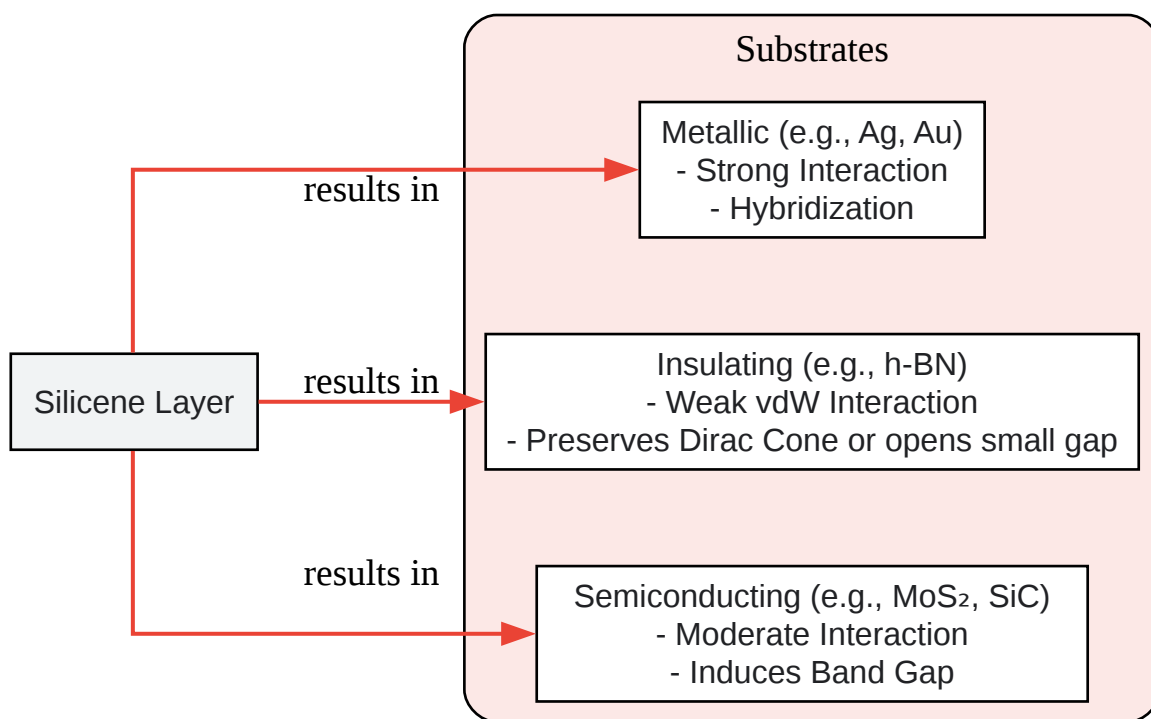 Substrates
Metallic (e.g., Ag, Au)
- Strong Interaction
- Hybridization
results in
Insulating (e.g., h-BN)
- Weak vdW Interaction
- Preserves Dirac Cone or opens small gap
results in
Silicene Layer
results in
Semiconducting (e.g., MoS₂, SiC)
- Moderate Interaction
- Induces Band Gap